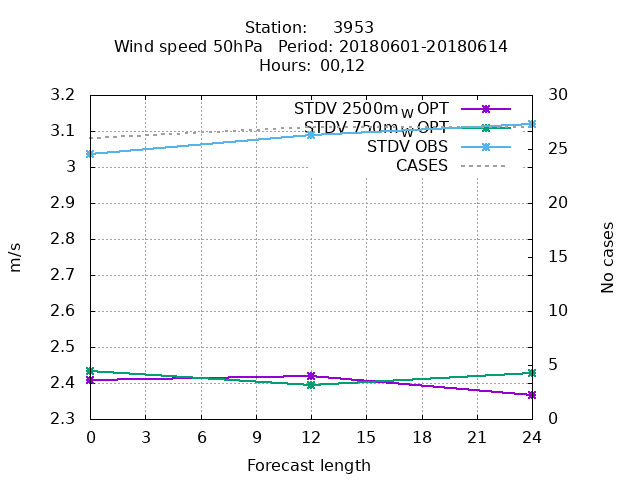 Station: 3953
Wind speed 50hPa Period: 20180601-20180614
Hours: 00,12
STDV 2500m W OPT
STDV 750m W OPT
STDV OBS
CASES
3.2
3.1
3
2.9
2.8
2.7
2.6
2.5
2.4
2.3
30
25
20
15
10
5
0
m/s
No cases
0 3 6 9 12 15 18 21 24
Forecast length